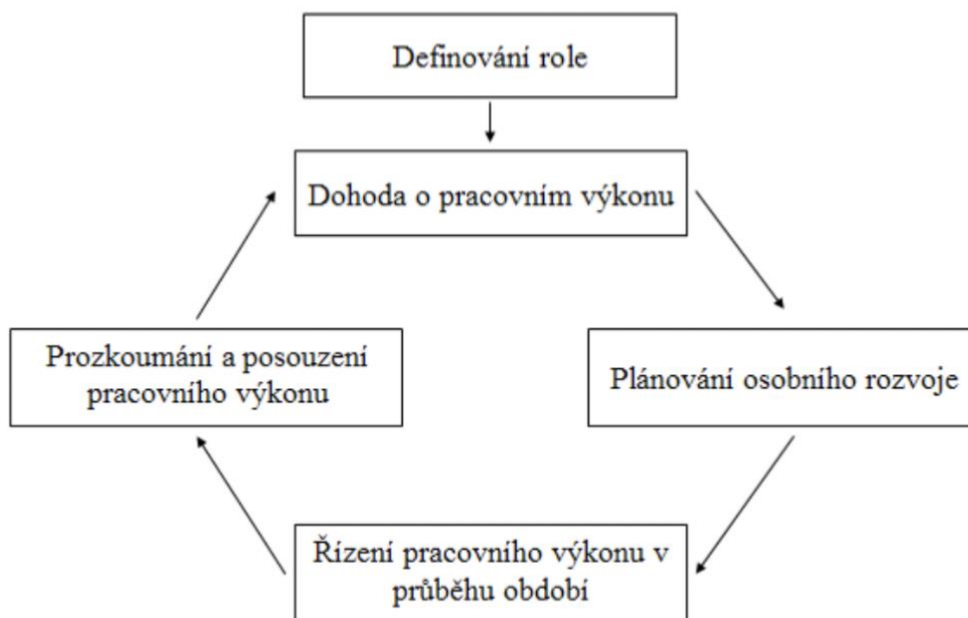 Definování role
Dohoda o pracovním výkonu
Prozkoumání a posouzení
pracovního výkonu
Plánování osobního rozvoje
Řízení pracovního výkonu v
průběhu období